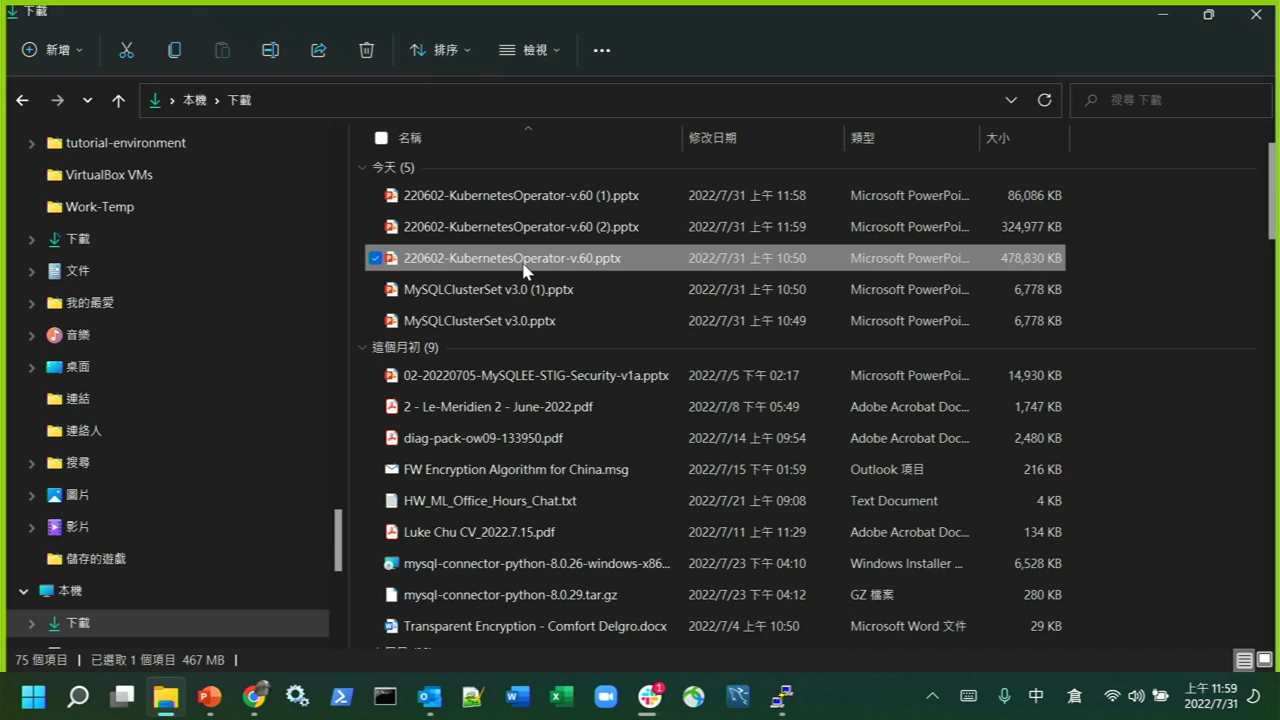 下載
新增 排序 檢視
本機 下載 搜尋 下載
tutorial-environment
VirtualBox VMs
Work-Temp
下載
文件
我的最愛
音樂
桌面
連結
連絡人
搜尋
圖片
影片
儲存的遊戲
本機
下載
名稱 修改日期 類型 大小
今天 (5)
220602-KubernetesOperator-v.60 (1).pptx 2022/7/31 上午 11:58 Microsoft PowerPoi... 86,086 KB
220602-KubernetesOperator-v.60 (2).pptx 2022/7/31 上午 11:59 Microsoft PowerPoi... 324,977 KB
220602-KubernetesOperator-v.60.pptx 2022/7/31 上午 10:50 Microsoft PowerPoi... 478,830 KB
MySQLClusterSet v3.0 (1).pptx 2022/7/31 上午 10:50 Microsoft PowerPoi... 6,778 KB
MySQLClusterSet v3.0.pptx 2022/7/31 上午 10:49 Microsoft PowerPoi... 6,778 KB
這個月初 (9)
02-20220705-MySQLEE-STIG-Security-v1a.pptx 2022/7/5 下午 02:17 Microsoft PowerPoi... 14,930 KB
2 - Le-Meridien 2 - June-2022.pdf 2022/7/8 下午 05:49 Adobe Acrobat Doc... 1,747 KB
diag-pack-ow09-133950.pdf 2022/7/14 上午 09:54 Adobe Acrobat Doc... 2,480 KB
FW Encryption Algorithm for China.msg 2022/7/15 下午 01:59 Outlook 項目 216 KB
HW_ML_Office_Hours_Chat.txt 2022/7/21 上午 09:08 Text Document 4 KB
Luke Chu CV_2022.7.15.pdf 2022/7/15 上午 11:29 Adobe Acrobat Doc... 134 KB
mysql-connector-python-8.0.26-windows-x86... 2022/7/23 下午 04:10 Windows Installer ... 6,528 KB
mysql-connector-python-8.0.29.tar.gz 2022/7/23 下午 04:12 GZ 檔案 280 KB
Transparent Encryption - Comfort Delgro.docx 2022/7/4 上午 10:50 Microsoft Word 文件 29 KB
75 個項目 已選取 1 個項目 467 MB
中 上午 11:59
2022/7/31